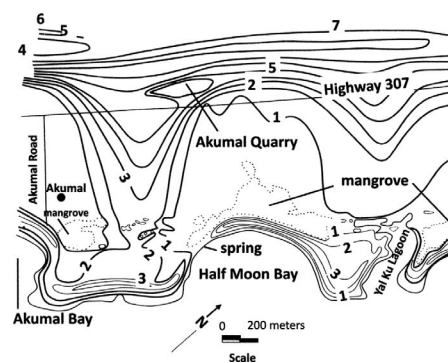 6
5
4
7
5
2
Highway 307
1
Akumal Quarry
Akumal Road
3
Akumal
mangrove
mangrove
1
2
1
2
spring
2
3
3
1
Half Moon Bay
Yal Ku Lagoon
Akumal Bay
N
0 200 meters
Scale